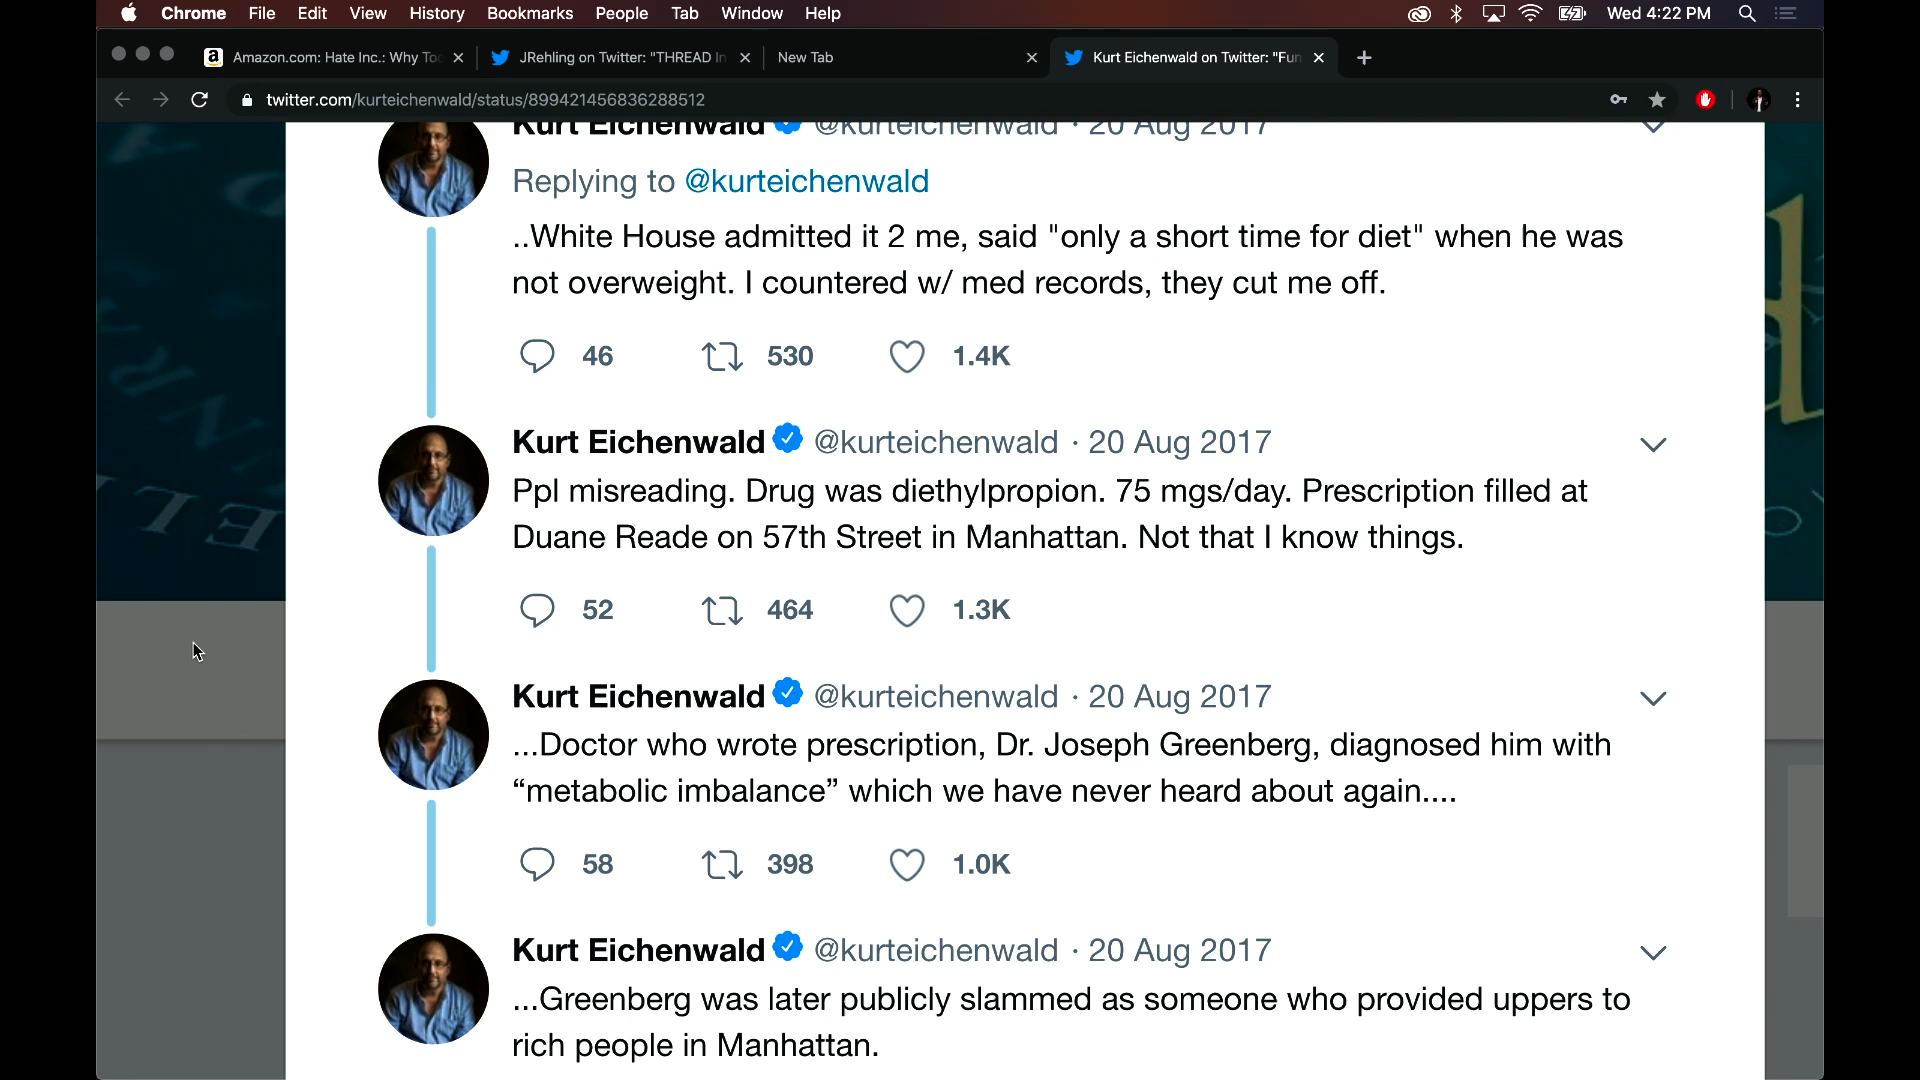 Chrome File Edit View History Bookmarks People Tab Window Help Wed 4:22 PM
Amazon.com: Hate Inc.: Why Too JRehling on Twitter: "THREAD In New Tab Kurt Eichenwald on Twitter: "Fun
twitter.com/kurteichenwald/status/899421456836288512
Kurt Eichenwald @kurteichenwald · 20 Aug 2017
Replying to @kurteichenwald
..White House admitted it 2 me, said "only a short time for diet" when he was
not overweight. I countered w/ med records, they cut me off.
46 530 1.4K
Kurt Eichenwald @kurteichenwald · 20 Aug 2017
Ppl misreading. Drug was diethylpropion. 75 mgs/day. Prescription filled at
Duane Reade on 57th Street in Manhattan. Not that I know things.
52 464 1.3K
Kurt Eichenwald @kurteichenwald · 20 Aug 2017
...Doctor who wrote prescription, Dr. Joseph Greenberg, diagnosed him with
“metabolic imbalance” which we have never heard about again....
58 398 1.0K
Kurt Eichenwald @kurteichenwald · 20 Aug 2017
...Greenberg was later publicly slammed as someone who provided uppers to
rich people in Manhattan.